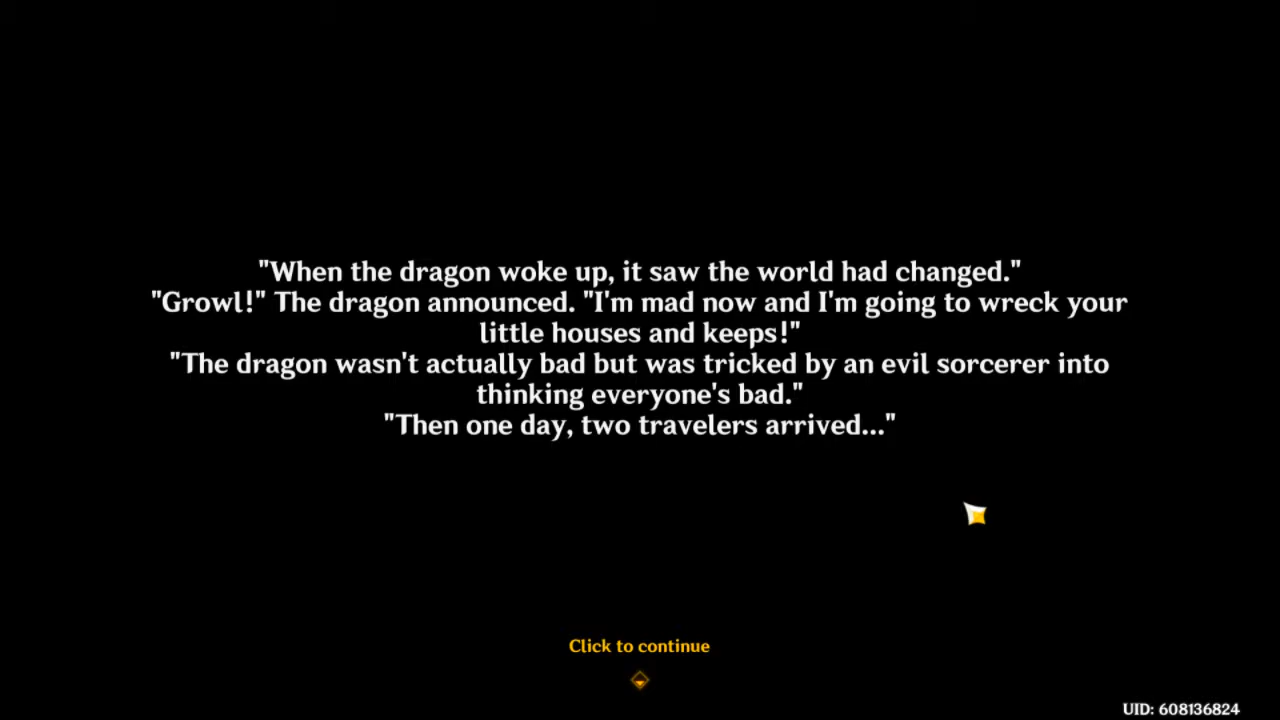 "When the dragon woke up, it saw the world had changed."
"Growl!" The dragon announced. "I'm mad now and I'm going to wreck your
little houses and keeps!"
"The dragon wasn't actually bad but was tricked by an evil sorcerer into
thinking everyone's bad."
"Then one day, two travelers arrived..."
Click to continue
UID: 608136824